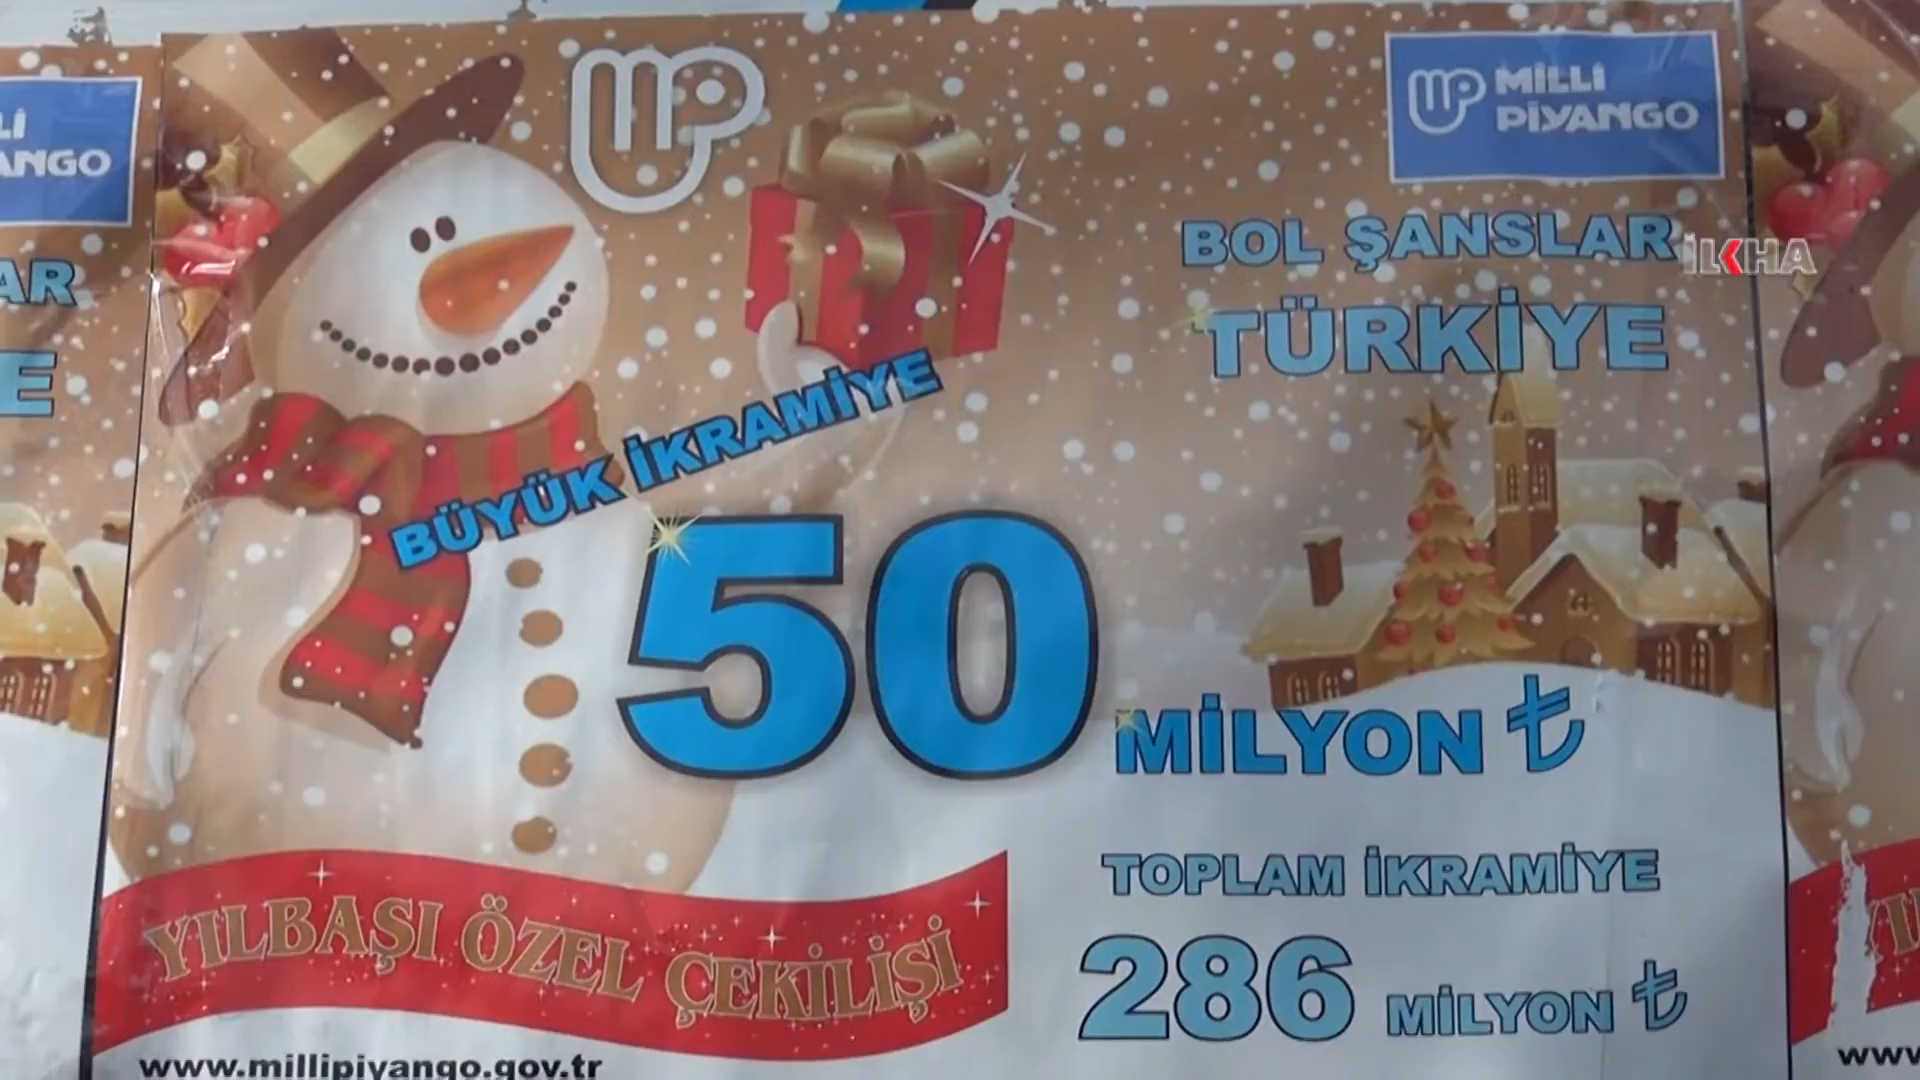 MİLLİ
PİYANGO
BOL ŞANSLAR
TÜRKİYE
İLKHA
BÜYÜK İKRAMİYE
50
MİLYON ₺
TOPLAM İKRAMİYE
286 MİLYON ₺
YILBAŞI ÖZEL ÇEKİLİŞİ
www.millipiyango.gov.tr